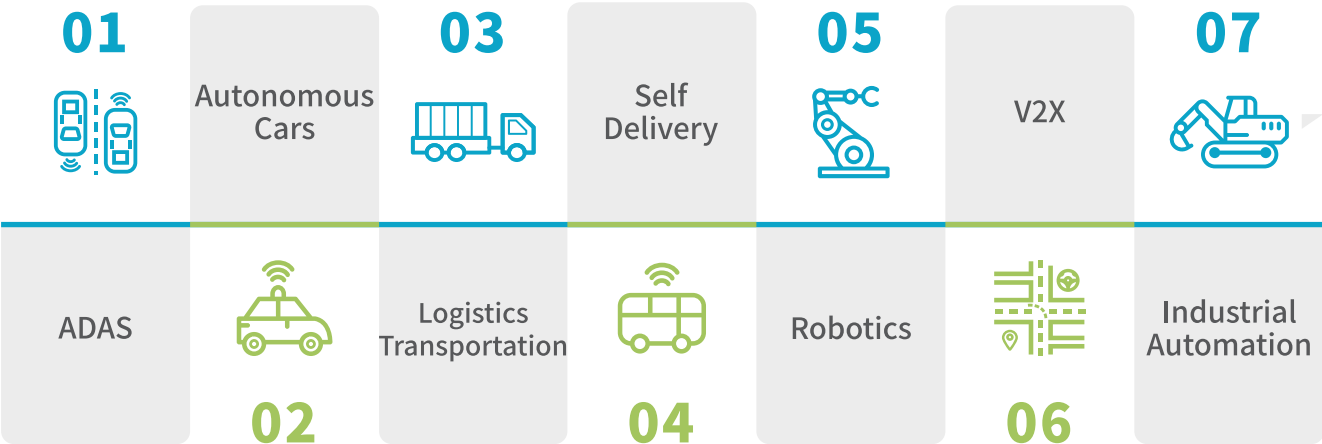 01
ADAS
Autonomous
Cars
02
03
Logistics
Transportation
Self
Delivery
04
05
Robotics
V2X
06
07
Industrial
Automation